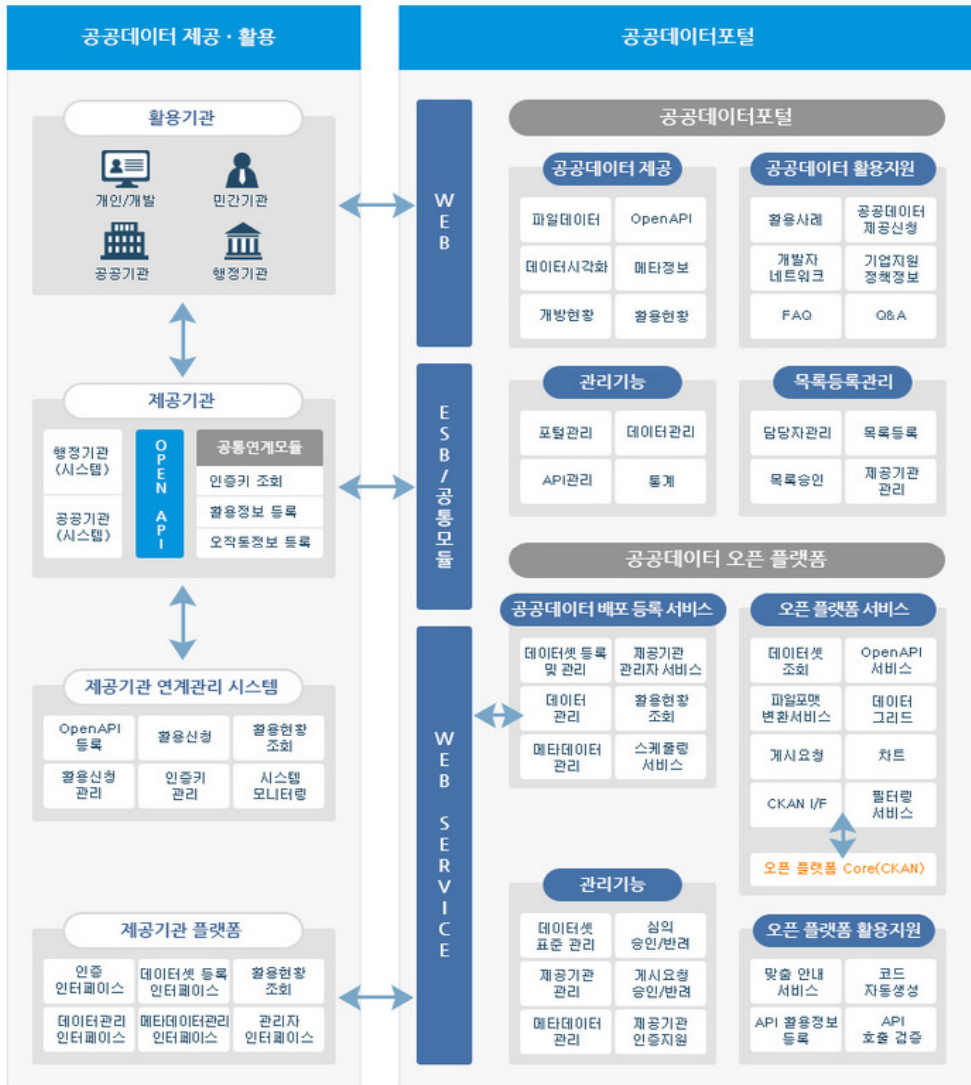 공공데이터 제공 · 활용
활용기관
개인/개발
민간기관
공공기관
행정기관
제공기관
행정기관
(시스템)
공공기관
(시스템)
OPEN API
공통연계모듈
인증키 조회
활용정보 등록
오작동정보 등록
제공기관 연계관리 시스템
OpenAPI
등록
활용신청
활용현황
조회
활용신청
관리
인증키
관리
시스템
모니터링
제공기관 플랫폼
인증
인터페이스
데이터셋 등록
인터페이스
활용현황
조회
데이터관리
인터페이스
메타데이터관리
인터페이스
관리자
인터페이스
공공데이터포털
WEB
ESB/공통모듈
WEB SERVICE
공공데이터포털
공공데이터 제공
파일데이터
OpenAPI
데이터시각화
메타정보
개방현황
활용현황
공공데이터 활용지원
활용사례
공공데이터
제공신청
개발자
네트워크
기업지원
정책정보
FAQ
Q&A
관리기능
포털관리
데이터관리
API관리
통계
목록등록관리
담당자관리
목록등록
목록승인
제공기관
관리
공공데이터 오픈 플랫폼
공공데이터 배포 등록 서비스
데이터셋 등록
및 관리
제공기관
관리자 서비스
데이터
관리
활용현황
조회
메타데이터
관리
스케줄링
서비스
오픈 플랫폼 서비스
데이터셋
조회
OpenAPI
서비스
파일포맷
변환서비스
데이터
그리드
게시요청
차트
CKAN I/F
필터링
서비스
오픈 플랫폼 Core(CKAN)
관리기능
데이터셋
표준 관리
심의
승인/반려
제공기관
관리
게시요청
승인/반려
메타데이터
관리
제공기관
인증지원
오픈 플랫폼 활용지원
맞춤 안내
서비스
코드
자동생성
API 활용정보
등록
API
호출 검증